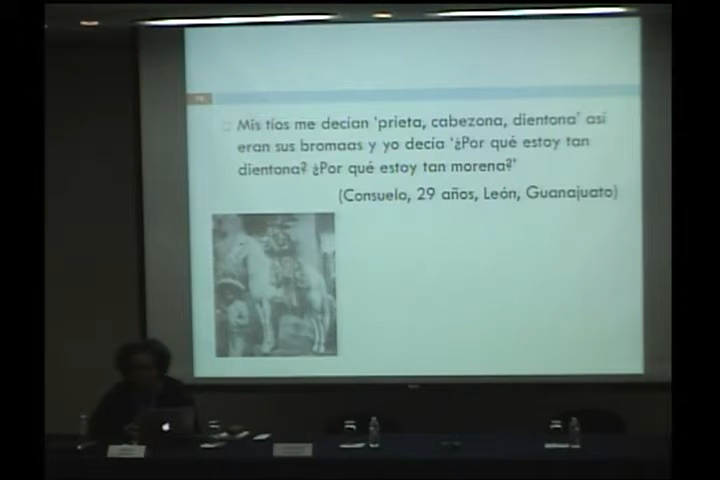 Mis tíos me decían 'prieta, cabezona, dientona' así
eran sus bromaas y yo decía '¿Por qué estoy tan
dientona? ¿Por qué estoy tan morena?'
(Consuelo, 29 años, León, Guanajuato)